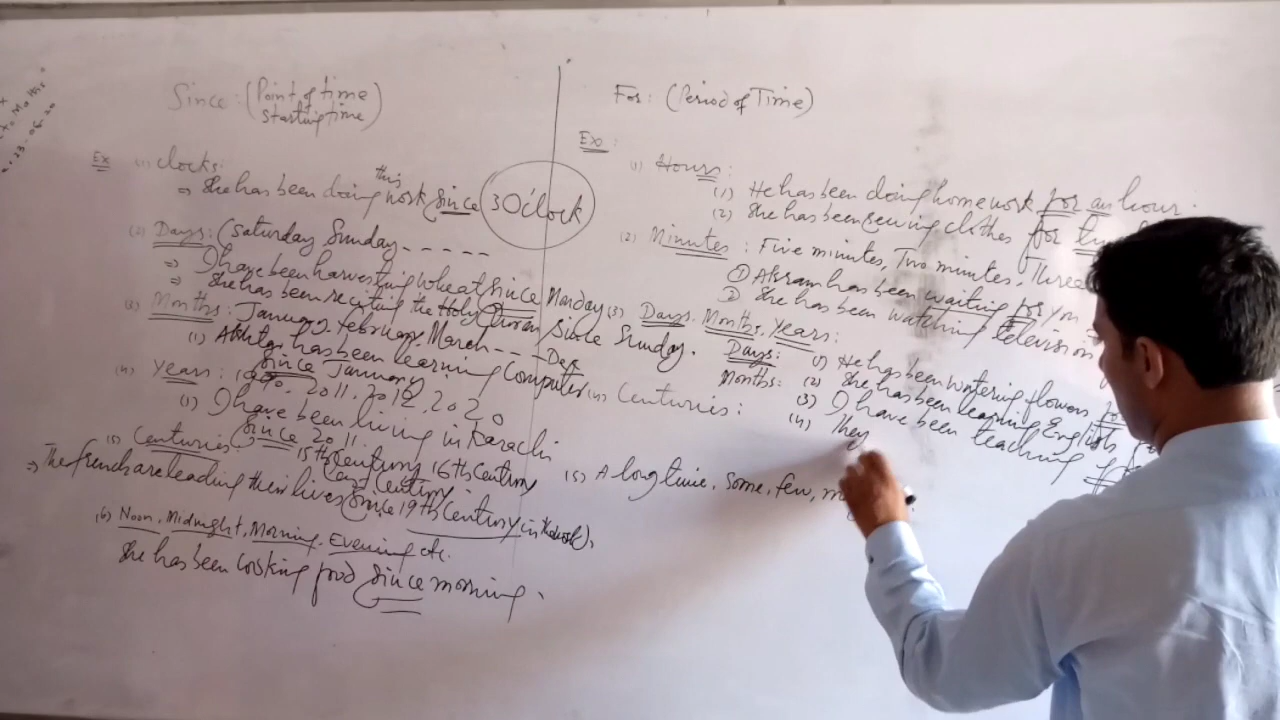 23-06-20
Since: (Point of time
Starting time)
Ex (1) Clocks:
⇒ She has been doing this work since 3 O'clock
(2) Days: (Saturday Sunday - - - - -
⇒ I have been harvesting wheat since Monday
⇒ She has been reciting the Holy Quran Since Sunday.
(3) Months: January, February, March - - - Dec
(1) Akhtar has been learning Computer
since January
(4) Years: 2011, 2012, 2020
(1) I have been living in Karachi
Since 2011.
(5) Centuries: 15th Century 16th Century
Century
⇒ The French are leading their lives Since 19th Century in
(6) Noon, Midnight, Morning, Evening etc.
She has been cooking food since morning.
For: (Period of Time)
Ex:
(1) Hours:
(1) He has been doing homework for an hour.
(2) She has been sewing clothes for
(2) Minutes: Five minutes, Two minutes, Three
① Akram has been waiting for you
② She has been watching television
(3) Days, Months, Years:
Days: (1) He has been watering flowers
Months: (2) She has been learning English
(3) I have been teaching
(4) They
(4) Centuries:
(5) A long time, some, few,